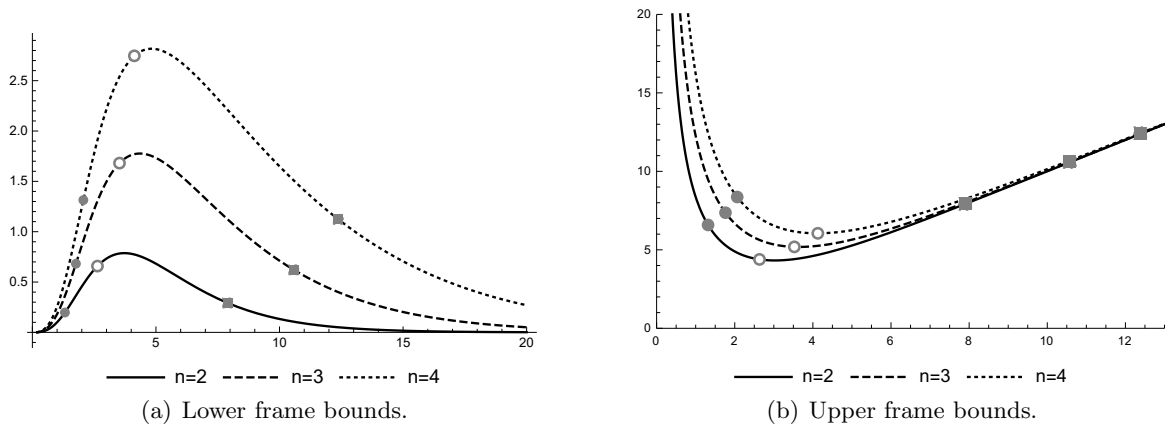 2.5
2.0
1.5
1.0
0.5
5 10 15 20
n=2 n=3 n=4
(a) Lower frame bounds.
20
15
10
5
0
0 2 4 6 8 10 12
n=2 n=3 n=4
(b) Upper frame bounds.